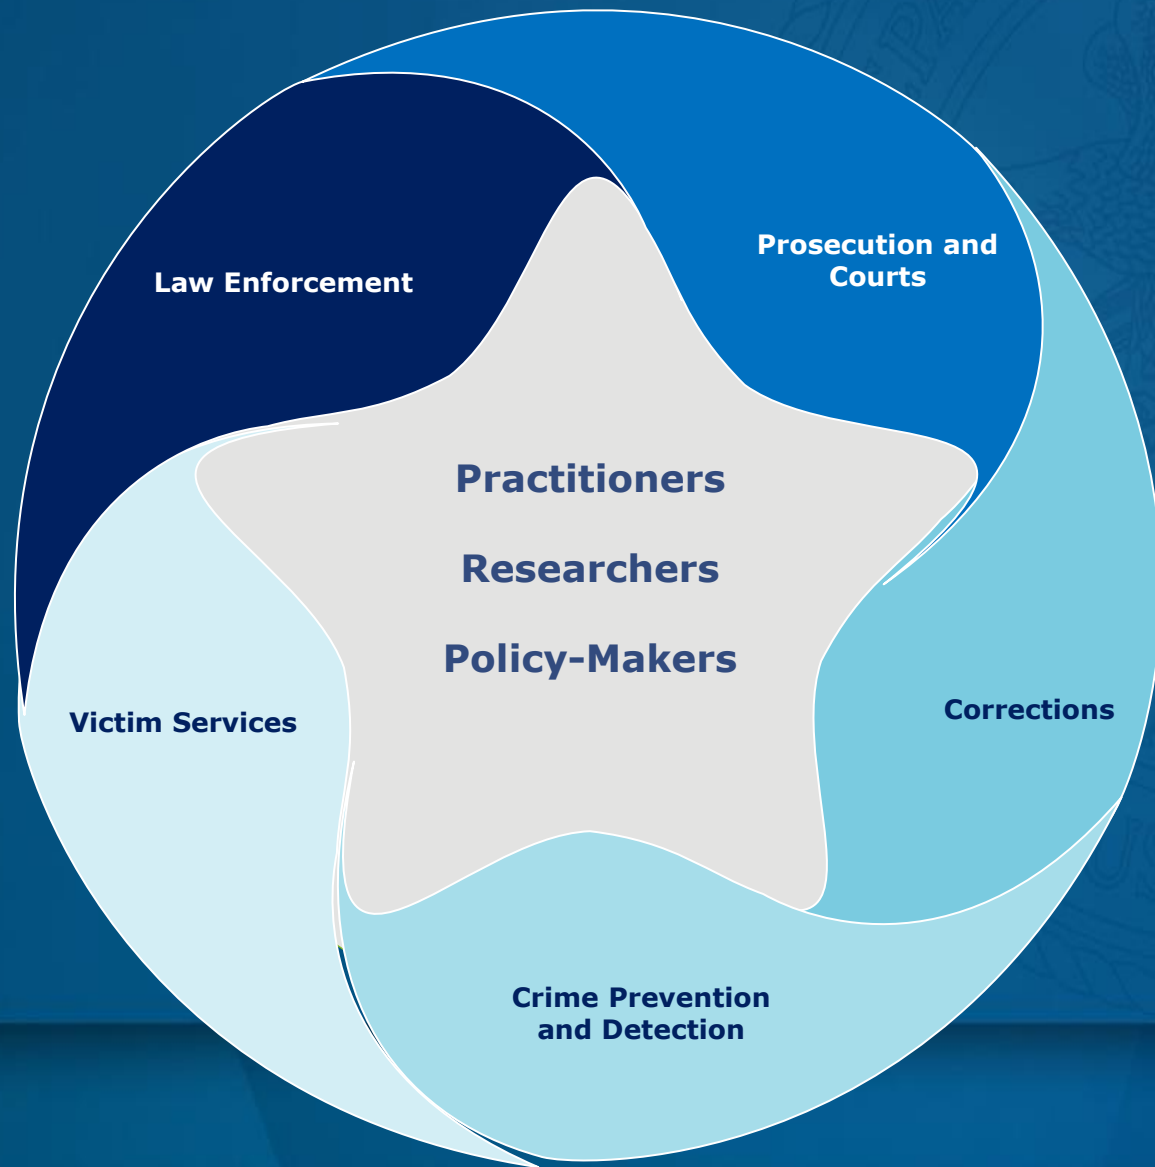 Law Enforcement
Prosecution and
Courts
Practitioners
Researchers
Policy-Makers
Victim Services
Corrections
Crime Prevention
and Detection